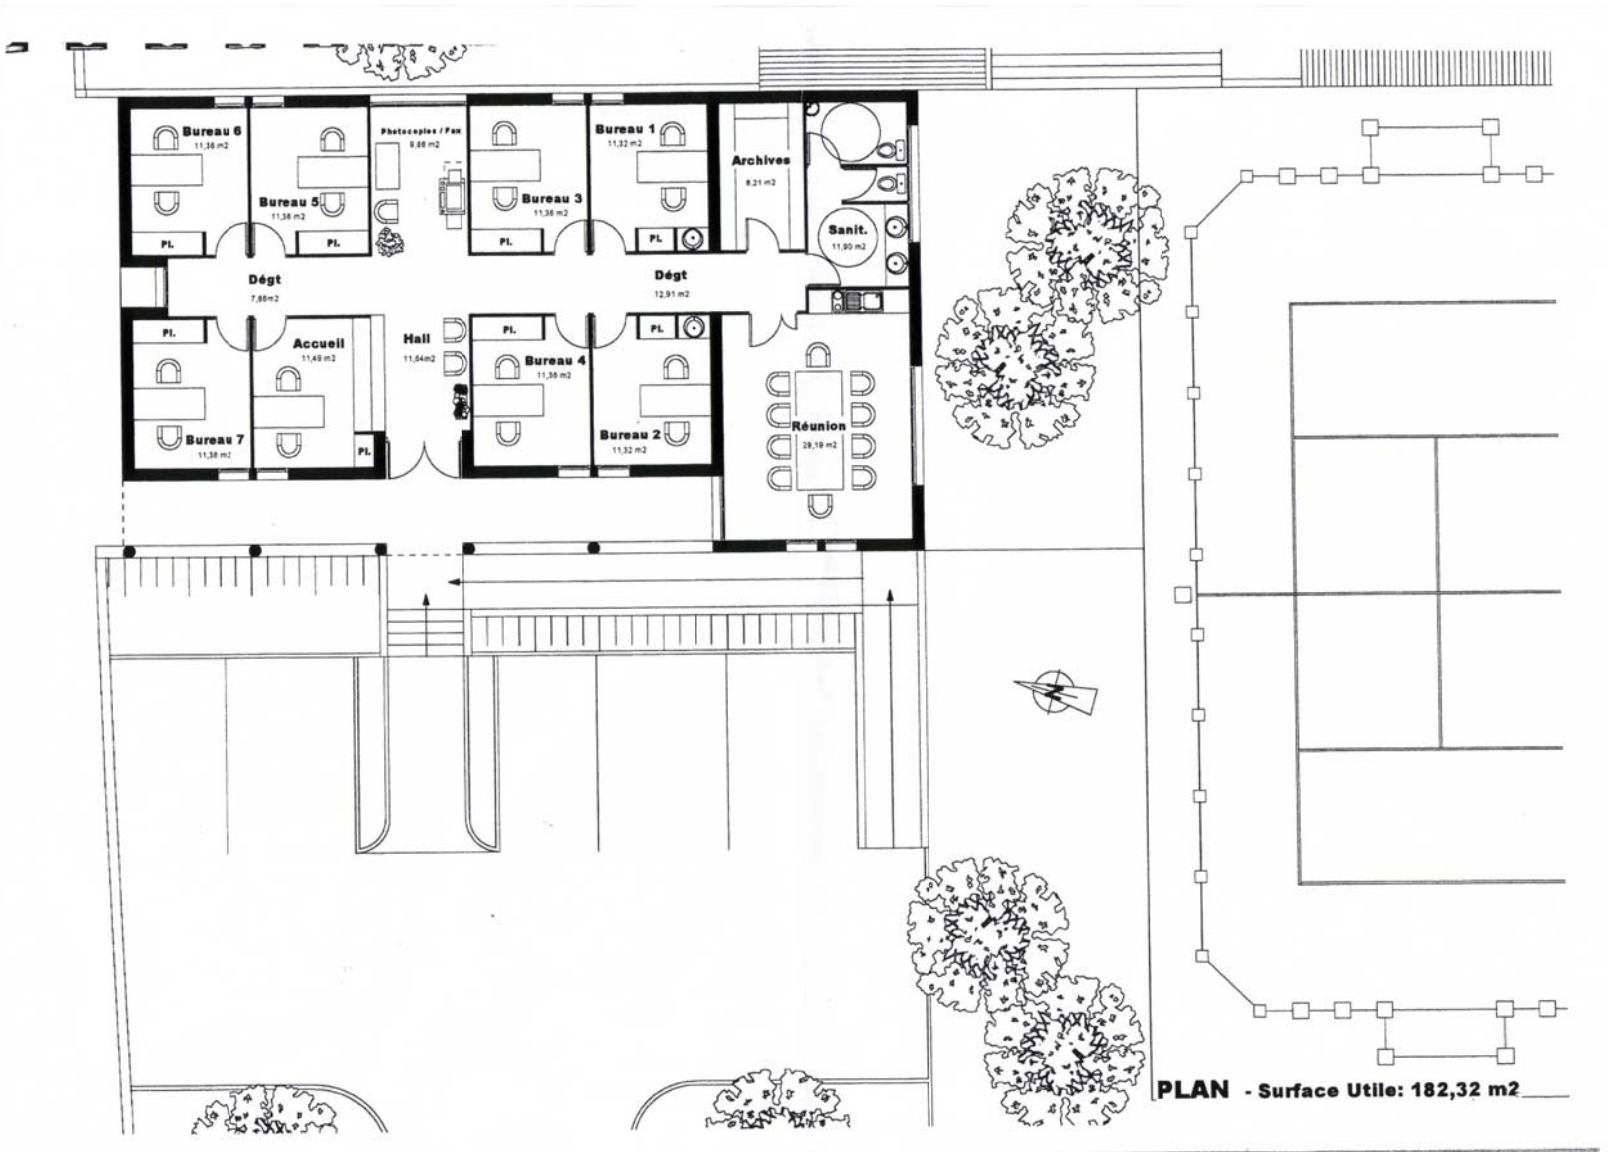 Bureau 6
11,36 m2
Bureau 5
11,36 m2
Photocopies / Fax
9,88 m2
Bureau 3
11,36 m2
Bureau 1
11,32 m2
Archives
8,21 m2
Sanit.
11,90 m2
Pl.
Pl.
Pl.
Pl.
Dégt
7,86m2
Dégt
12,91 m2
Pl.
Accueil
11,49 m2
Hall
11,64m2
Pl.
Pl.
Bureau 4
11,36 m2
Bureau 7
11,36 m2
Pl.
Bureau 2
11,32 m2
Réunion
29,19 m2
N
PLAN - Surface Utile: 182,32 m2